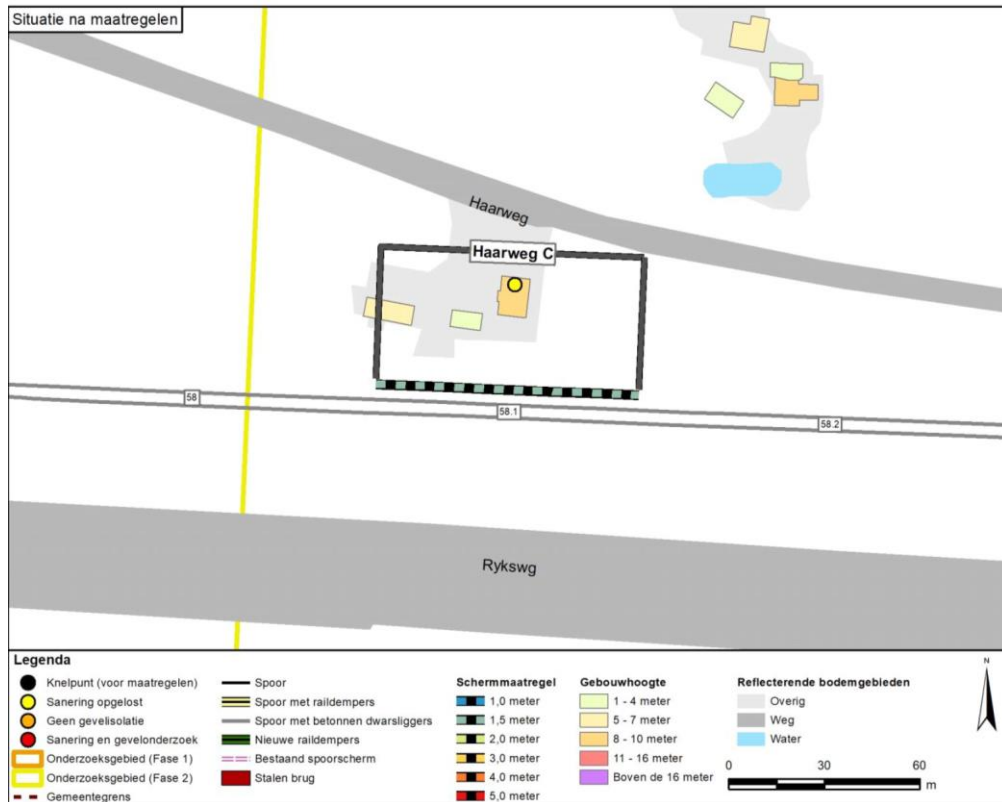 Situatie na maatregelen
Haarweg
Haarweg C
58
58.1
58.2
Rykswg
Legenda
Knelpunt (voor maatregelen)
Sanering opgelost
Geen gevelisolatie
Sanering en gevelonderzoek
Onderzoeksgebied (Fase 1)
Onderzoeksgebied (Fase 2)
Gemeentegrens
Spoor
Spoor met raildempers
Spoor met betonnen dwarsliggers
Nieuwe raildempers
Bestaand spoorscherm
Stalen brug
Schermmaatregel
1,0 meter
1,5 meter
2,0 meter
3,0 meter
4,0 meter
5,0 meter
Gebouwhoogte
1 - 4 meter
5 - 7 meter
8 - 10 meter
11 - 16 meter
Boven de 16 meter
Reflecterende bodemgebieden
Overig
Weg
Water
N
0 15 30 60
m